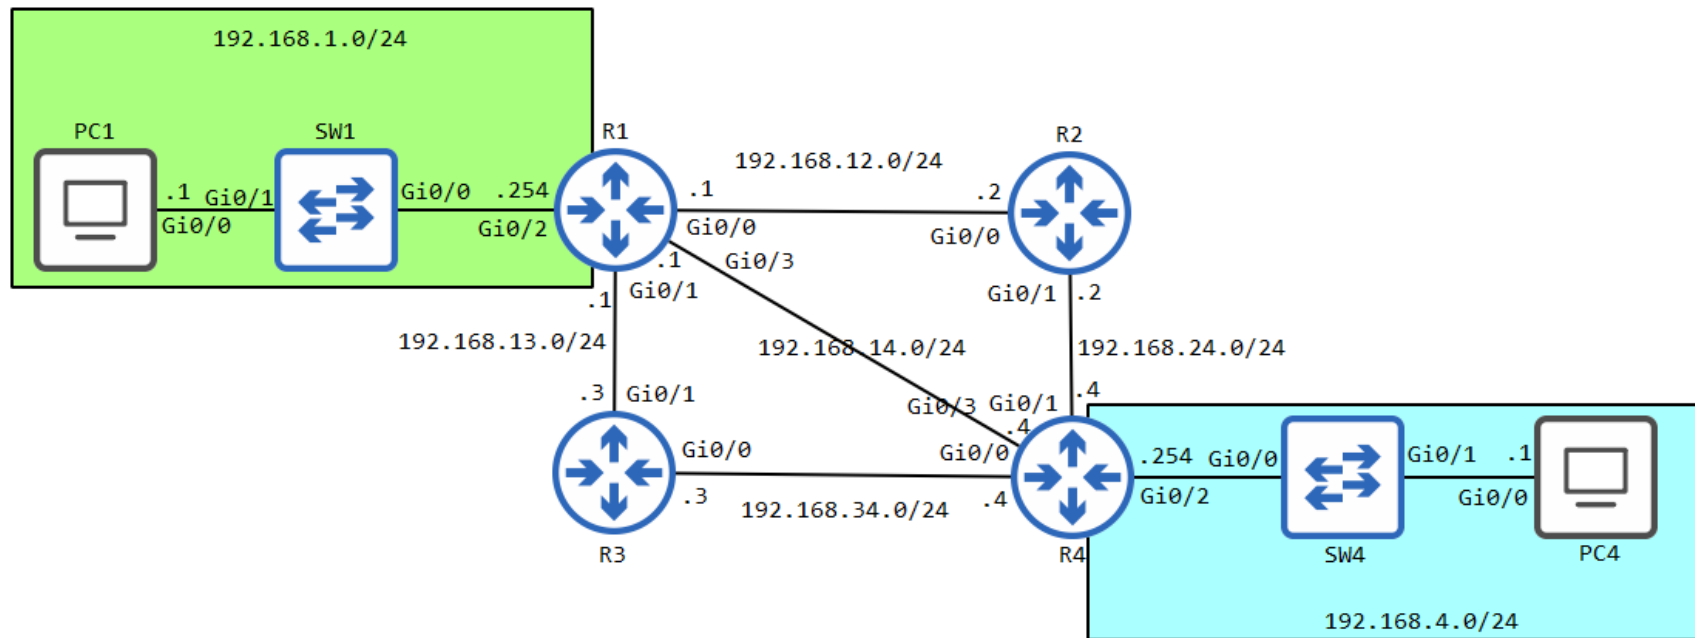 192.168.1.0/24
PC1
SW1
R1
R2
192.168.12.0/24
.1
Gi0/1
Gi0/0
Gi0/0
.254
Gi0/2
.1
Gi0/0
.2
Gi0/0
.1
Gi0/3
Gi0/1
.1
Gi0/1
.2
192.168.13.0/24
192.168.14.0/24
192.168.24.0/24
.3
Gi0/1
Gi0/3
Gi0/1
.4
.4
Gi0/0
.3
Gi0/0
.4
192.168.34.0/24
.254
Gi0/0
Gi0/2
Gi0/1
.1
Gi0/0
R3
R4
SW4
PC4
192.168.4.0/24